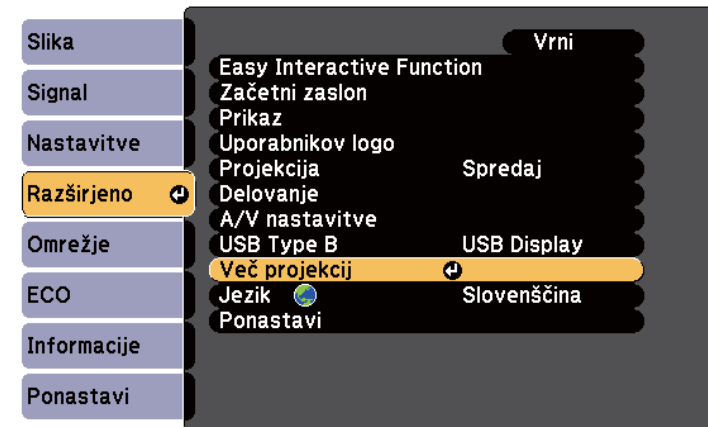 Slika
Signal
Nastavitve
Razširjeno
Omrežje
ECO
Informacije
Ponastavi
Vrni
Easy Interactive Function
Začetni zaslon
Prikaz
Uporabnikov logo
Projekcija Spredaj
Delovanje
A/V nastavitve
USB Type B USB Display
Več projekcij
Jezik Slovenščina
Ponastavi